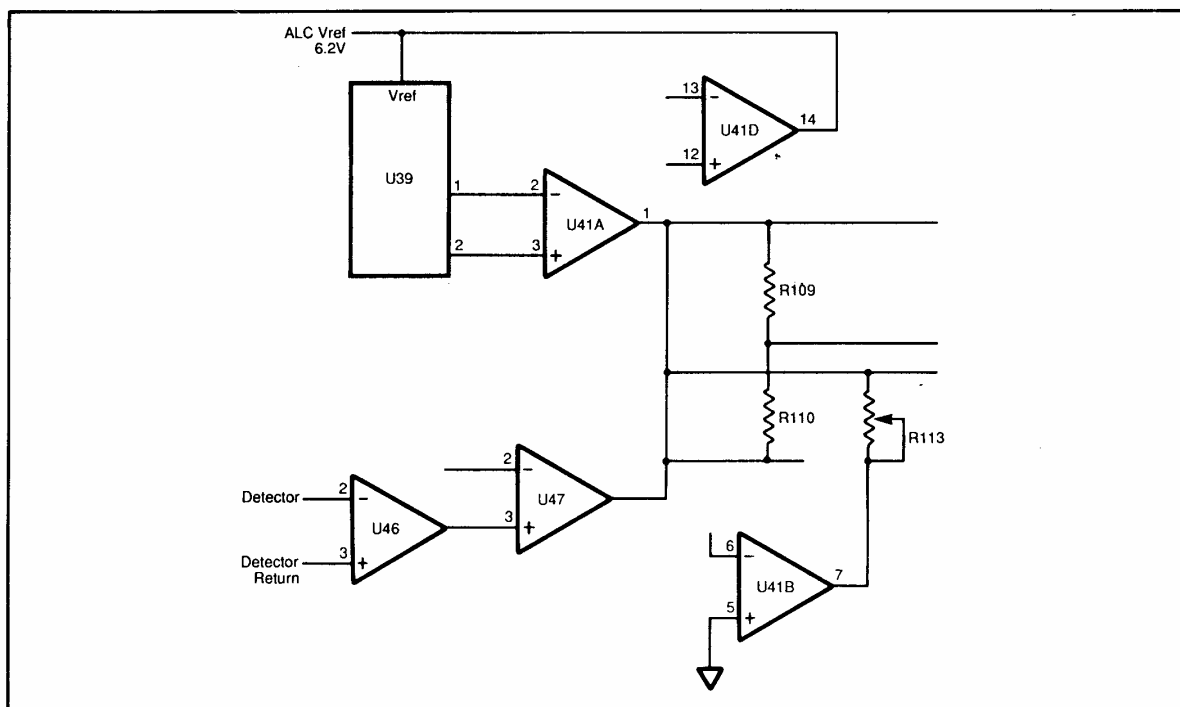 ALC Vref
6.2V
Vref
U39
1
2
2
-
3
+
U41A
1
13
-
12
+
U41D
14
R109
R110
R113
Detector
2
-
Detector
Return
3
+
U46
2
-
3
+
U47
6
-
5
+
U41B
7